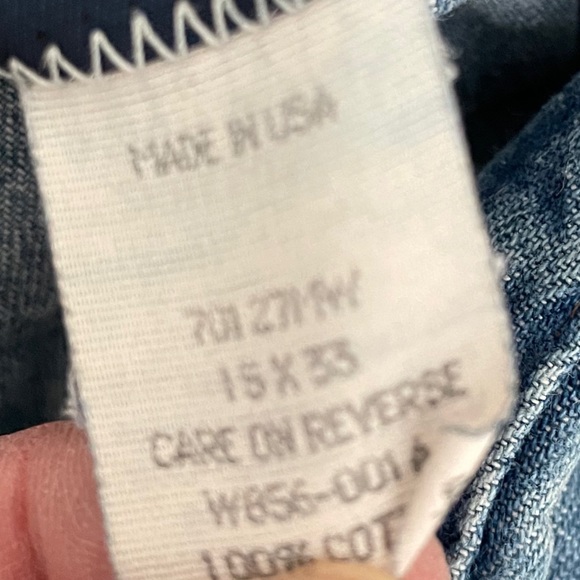 MADE IN USA
15 X 33
CARE ON REVERSE
W856-001
100% COT